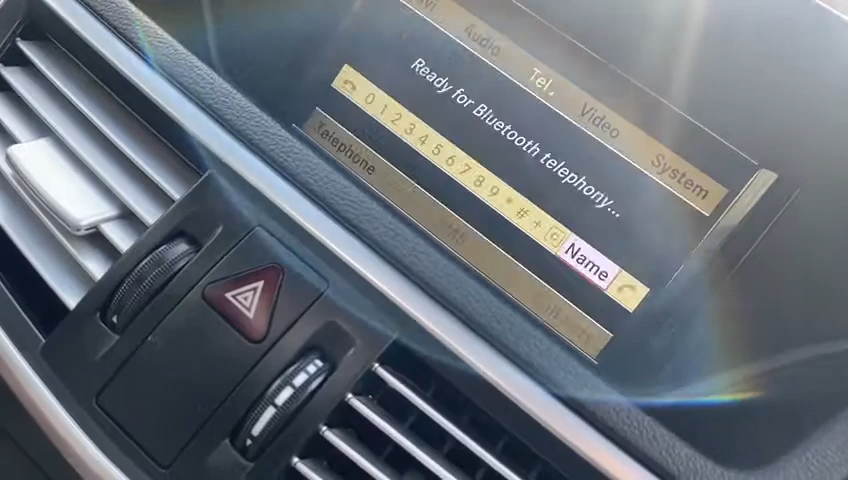 Audio Tel. Video System
Ready for Bluetooth telephony...
0 1 2 3 4 5 6 7 8 9 * # + Name
Telephone